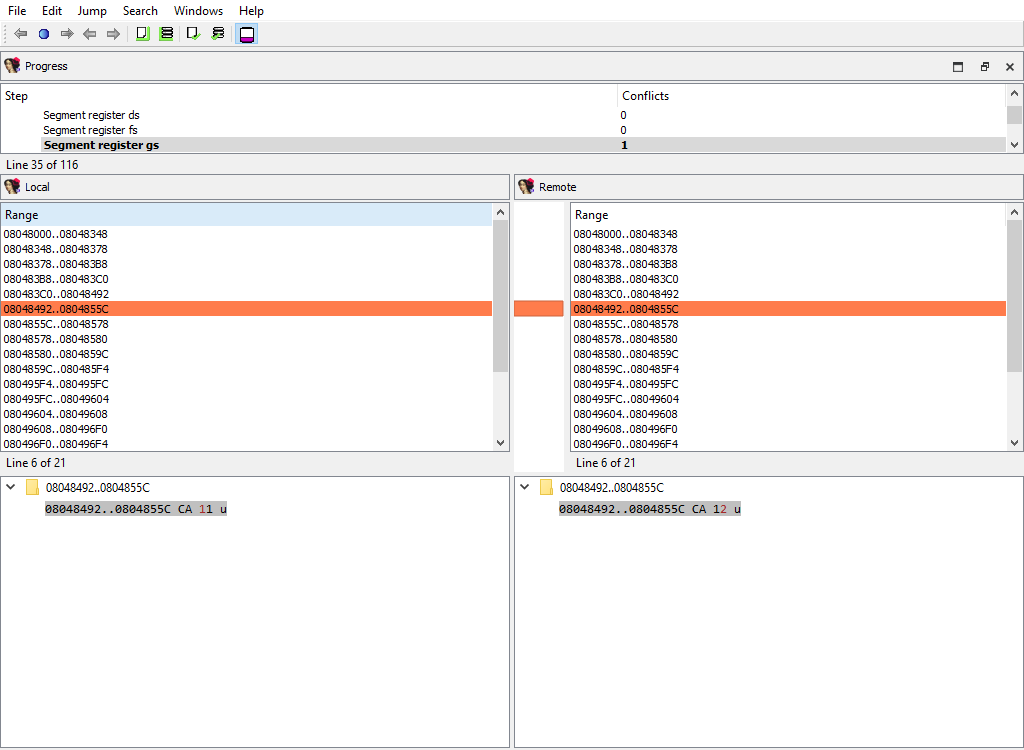 File Edit Jump Search Windows Help
Progress
Step Conflicts
Segment register ds 0
Segment register fs 0
Segment register gs 1
Line 35 of 116
Local
Range
08048000..08048348
08048348..08048378
08048378..080483B8
080483B8..080483C0
080483C0..08048492
08048492..0804855C
0804855C..08048578
08048578..08048580
08048580..0804859C
0804859C..080485F4
080495F4..080495FC
080495FC..08049604
08049604..08049608
08049608..080496F0
080496F0..080496F4
Line 6 of 21
Remote
Range
08048000..08048348
08048348..08048378
08048378..080483B8
080483B8..080483C0
080483C0..08048492
08048492..0804855C
0804855C..08048578
08048578..08048580
08048580..0804859C
0804859C..080485F4
080495F4..080495FC
080495FC..08049604
08049604..08049608
08049608..080496F0
080496F0..080496F4
Line 6 of 21
08048492..0804855C
08048492..0804855C CA 11 u
08048492..0804855C
08048492..0804855C CA 12 u